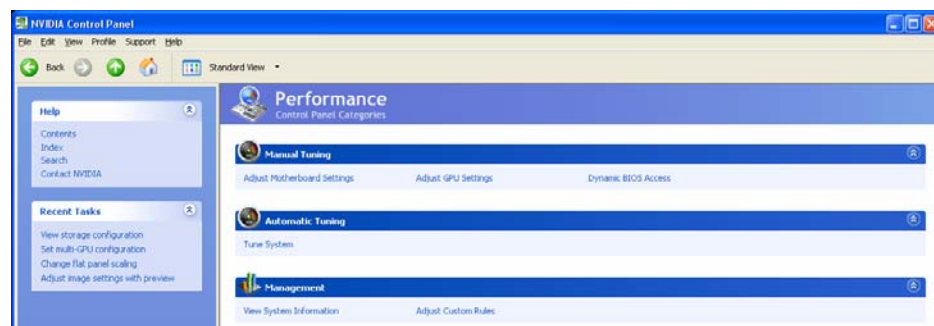 NVIDIA Control Panel
File Edit View Profile Support Help
Back Standard View
Performance
Control Panel Categories
Help
Contents
Index
Search
Contact NVIDIA
Recent Tasks
View storage configuration
Set multi-GPU configuration
Change flat panel scaling
Adjust image settings with preview
Manual Tuning
Adjust Motherboard Settings Adjust GPU Settings Dynamic BIOS Access
Automatic Tuning
Tune System
Management
View System Information Adjust Custom Rules